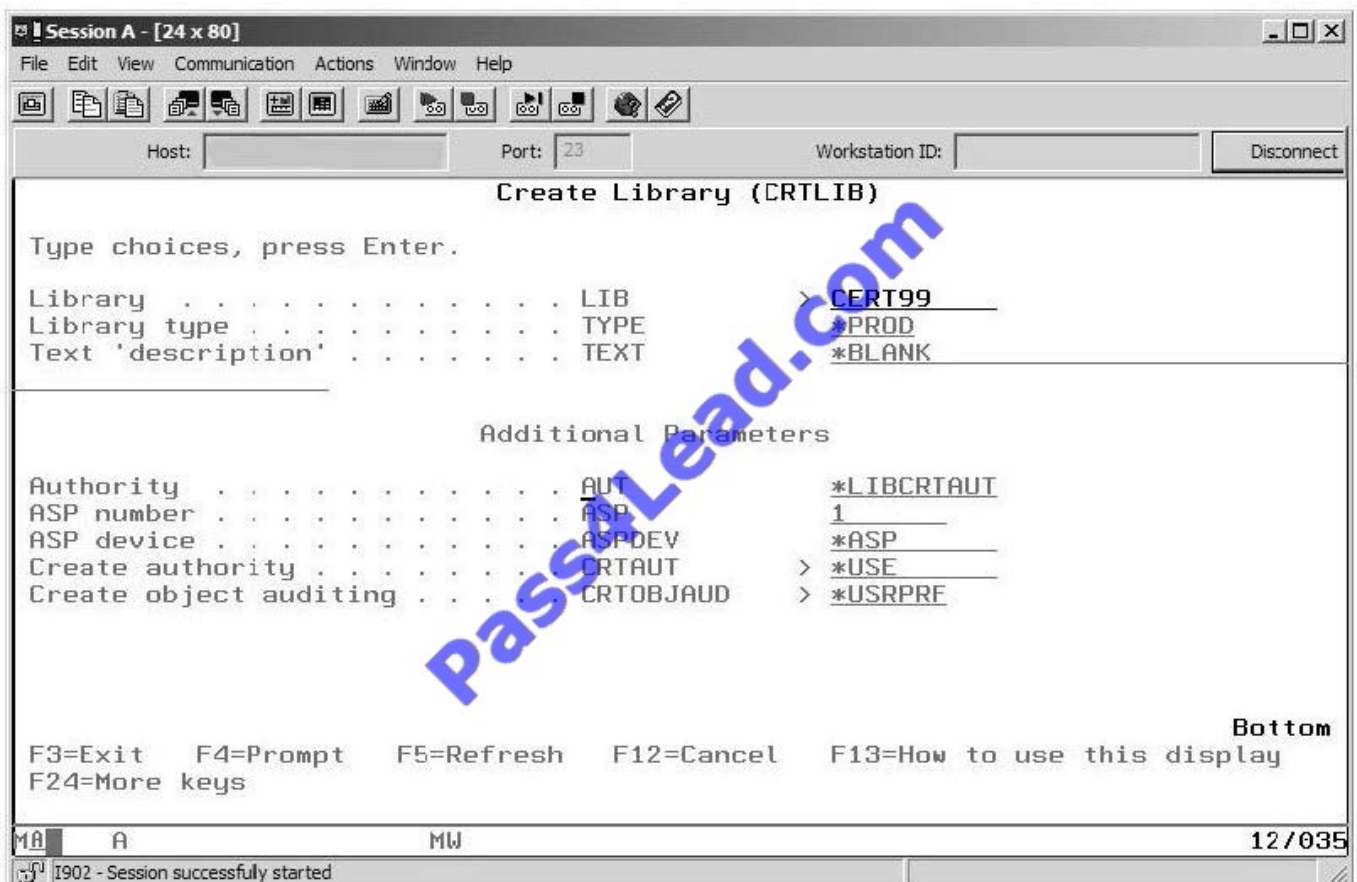 Session A - [24 x 80]
File Edit View Communication Actions Window Help
Host: Port: 23 Workstation ID: Disconnect
Create Library (CRTLIB)
Type choices, press Enter.
Library . . . . . . . . . . . . LIB > CERT99
Library type . . . . . . . . . . TYPE *PROD
Text 'description' . . . . . . . TEXT *BLANK
Additional Parameters
Authority . . . . . . . . . . . AUT *LIBCRTAUT
ASP number . . . . . . . . . . . ASP 1
ASP device . . . . . . . . . . . ASPDEV *ASP
Create authority . . . . . . . . CRTAUT > *USE
Create object auditing . . . . . CRTOBJAUD > *USRPRF
Pass4Lead.com
Bottom
F3=Exit F4=Prompt F5=Refresh F12=Cancel F13=How to use this display
F24=More keys
MA A MW 12/035
I902 - Session successfully started